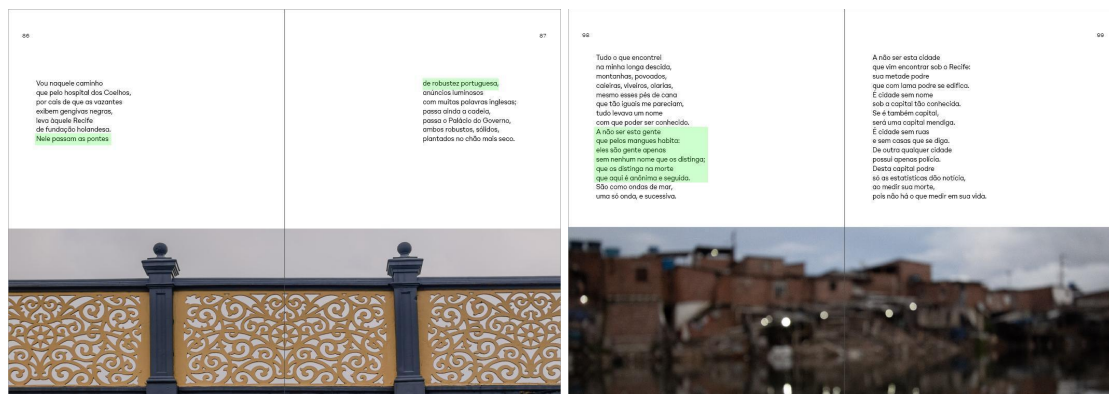 86
87
Vou naquele caminho
que pelo hospital dos Coelhos,
por cais de que as vazantes
exibem gengivas negras,
leva àquele Recife
de fundação holandesa.
Nele passam as pontes
de robustez portuguesa,
anúncios luminosos
com muitas palavras inglesas;
passa ainda a cadeia,
passa o Palácio do Governo,
ambos robustos, sólidos,
plantados no chão mais seco.
98
99
Tudo o que encontrei
na minha longa descida,
montanhas, povoados,
caieiras, viveiros, olarias,
mesmo esses pés de cana
que tão iguais me pareciam,
tudo levava um nome
com que poder ser conhecido.
A não ser esta gente
que pelos mangues habita:
eles são gente apenas
sem nenhum nome que os distinga;
que os distinga na morte
que aqui é anônima e seguida.
São como ondas de mar,
uma só onda, e sucessiva.
A não ser esta cidade
que vim encontrar sob o Recife:
sua metade podre
que com lama podre se edifica.
É cidade sem nome
sob a capital tão conhecida.
Se é também capital,
será uma capital mendiga.
É cidade sem ruas
e sem casas que se diga.
De outra qualquer cidade
possui apenas polícia.
Desta capital podre
só as estatísticas dão notícia,
ao medir sua morte,
pois não há o que medir em sua vida.